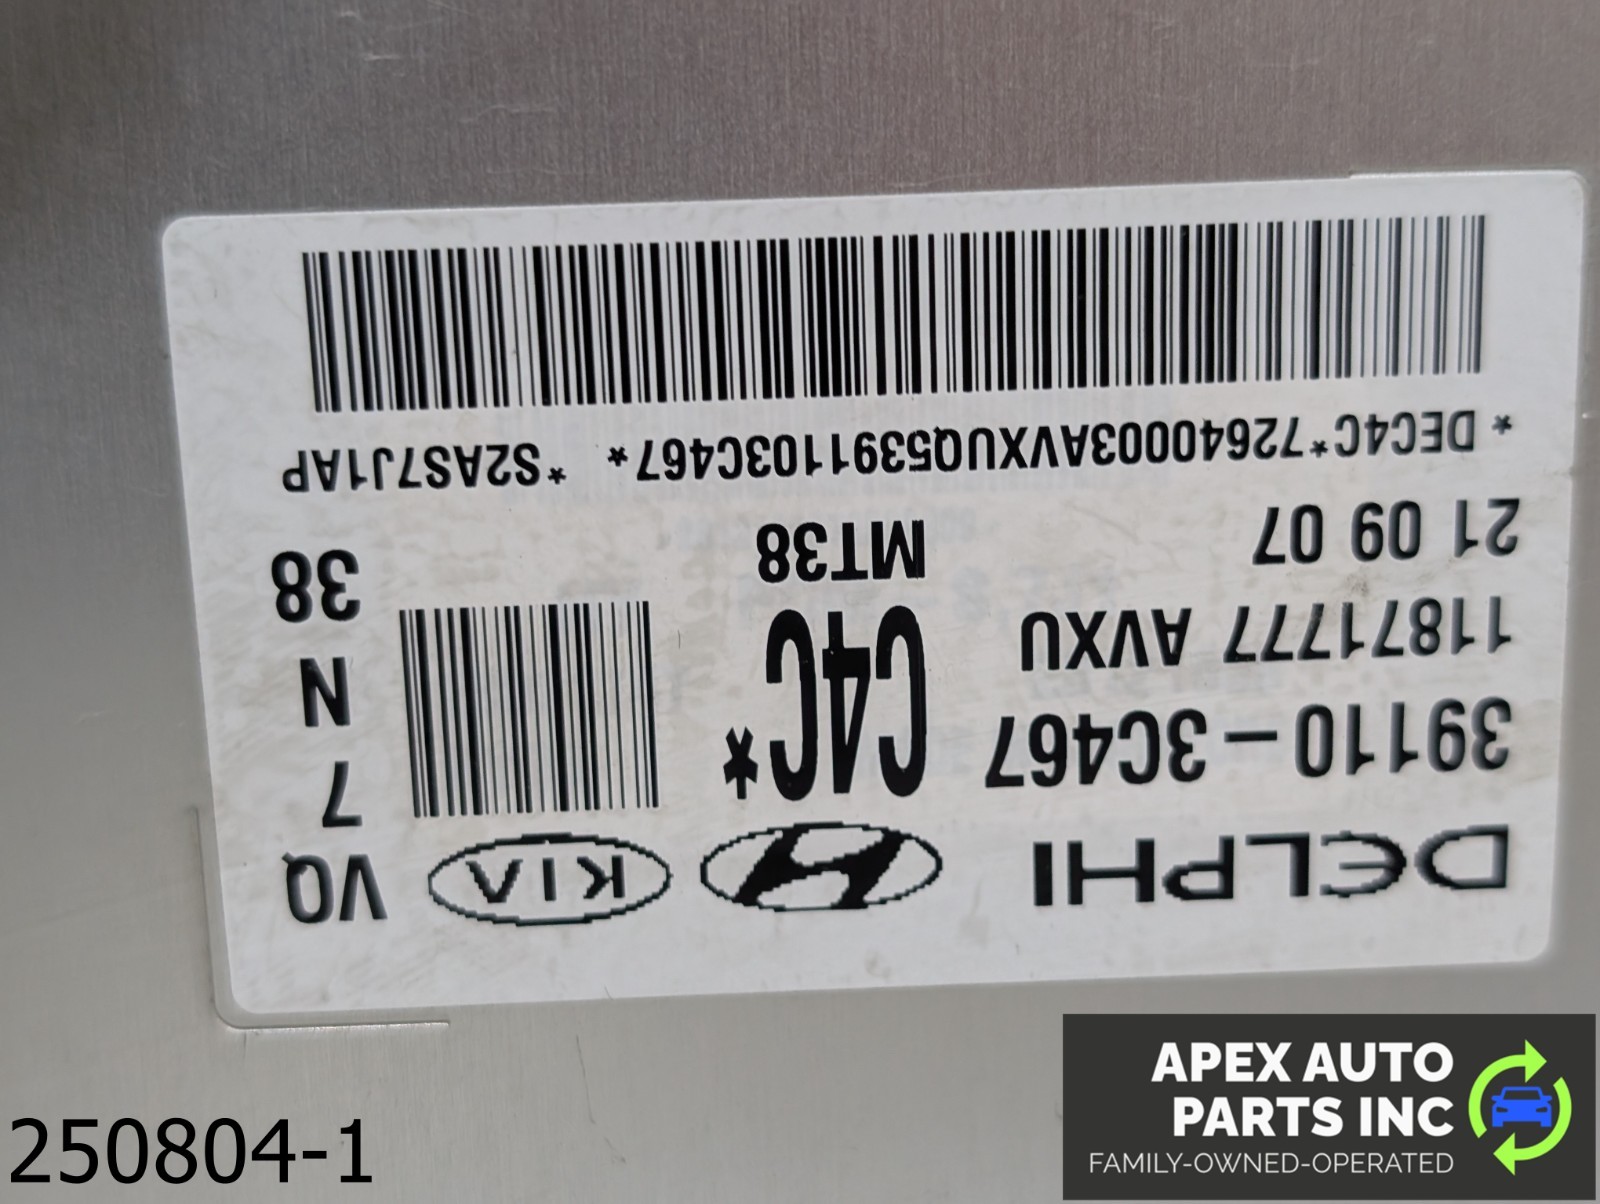 DELPHI KIA VQ
39110-3C467 C4C* 7
11871777 AVXU N
21 09 07 MT38 38
*DEC4C*72640003AVXUQ5391103C467* *S2AS7J1AP
250804-1
APEX AUTO
PARTS INC
FAMILY-OWNED-OPERATED